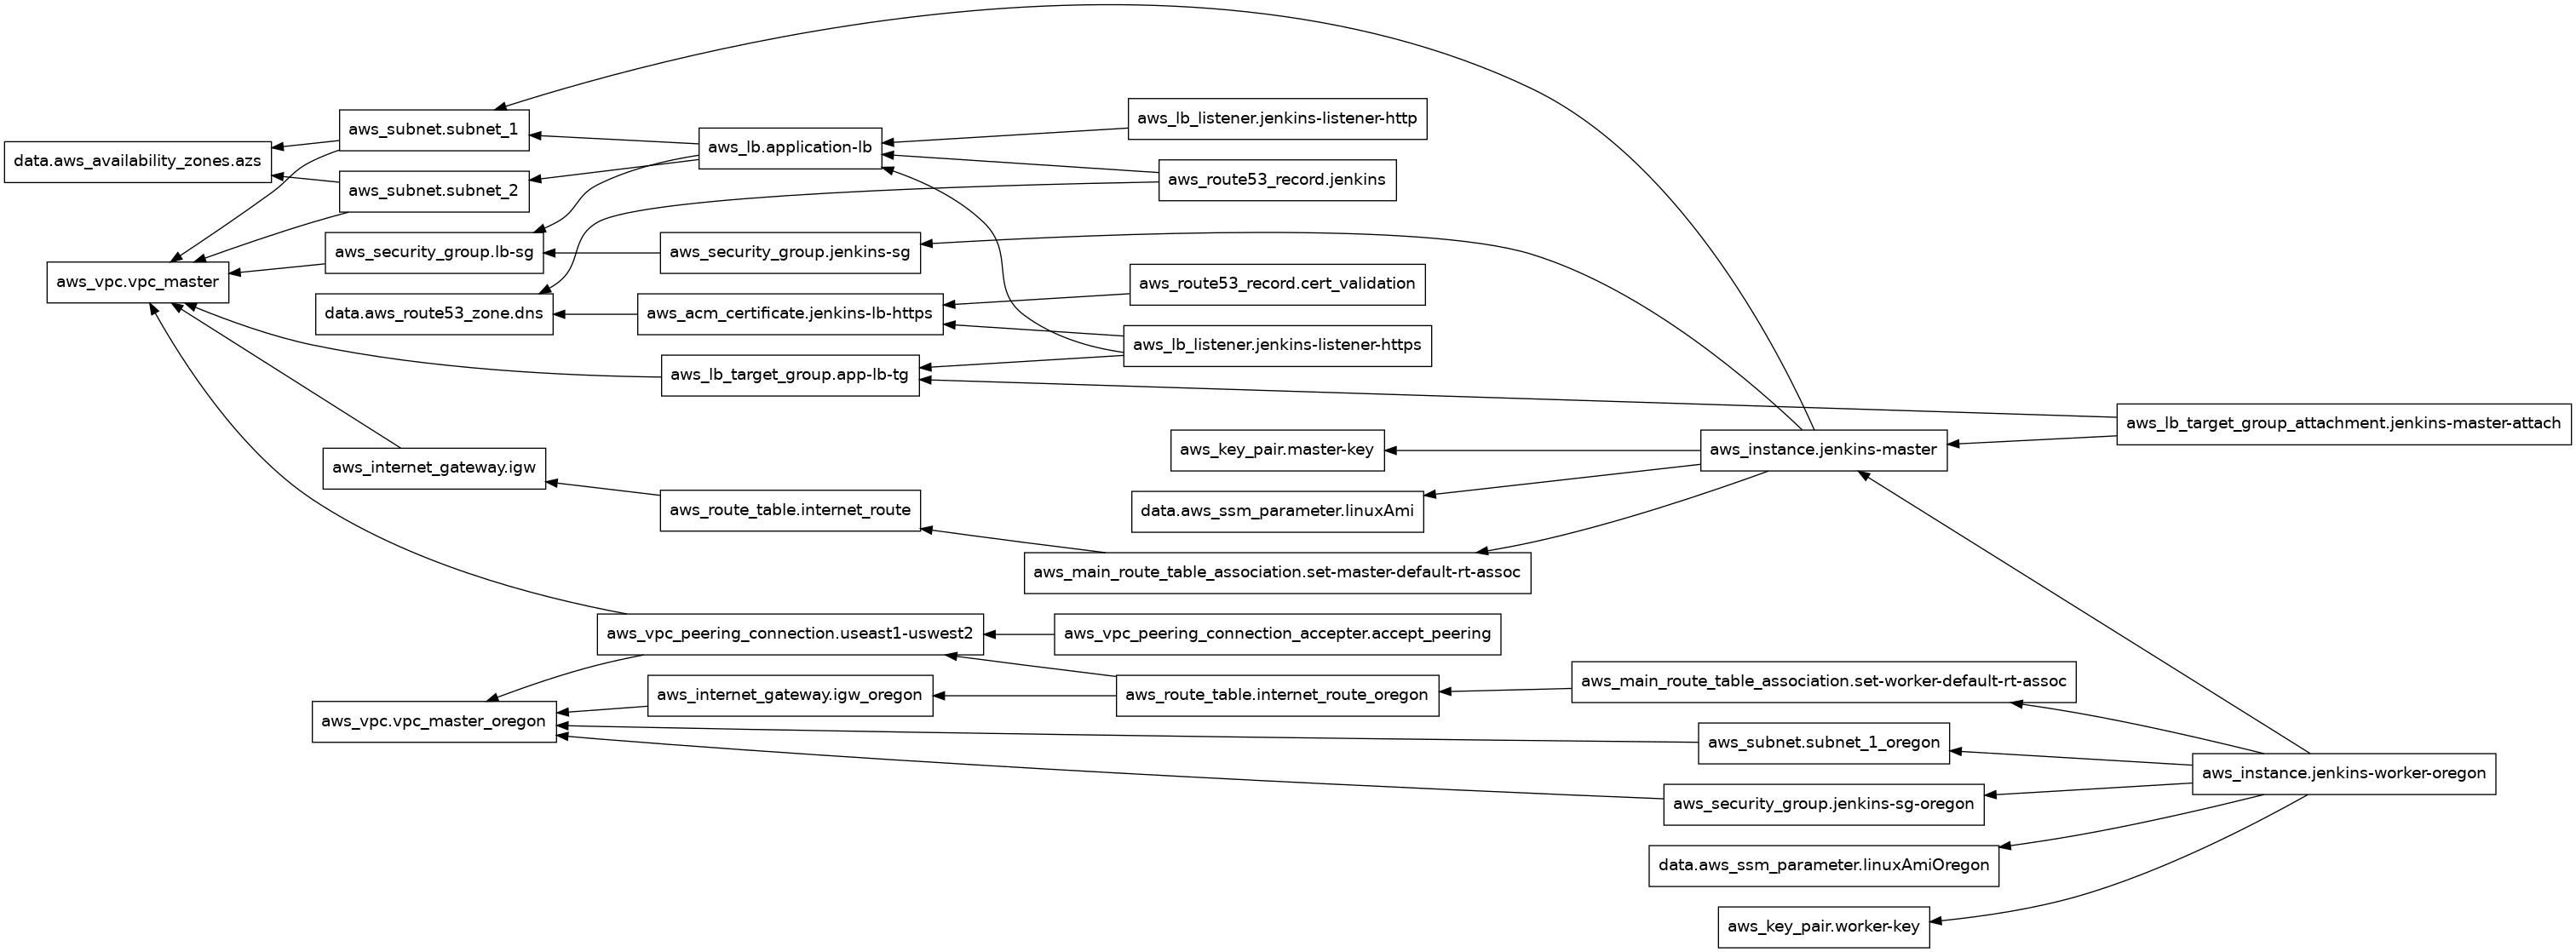 aws_lb_listener.jenkins-listener-http
aws_subnet.subnet_1
aws_lb.application-lb
data.aws_availability_zones.azs
aws_route53_record.jenkins
aws_subnet.subnet_2
aws_security_group.lb-sg
aws_security_group.jenkins-sg
aws_vpc.vpc_master
aws_route53_record.cert_validation
data.aws_route53_zone.dns
aws_acm_certificate.jenkins-lb-https
aws_lb_listener.jenkins-listener-https
aws_lb_target_group.app-lb-tg
aws_lb_target_group_attachment.jenkins-master-attach
aws_key_pair.master-key
aws_instance.jenkins-master
aws_internet_gateway.igw
aws_route_table.internet_route
data.aws_ssm_parameter.linuxAmi
aws_main_route_table_association.set-master-default-rt-assoc
aws_vpc_peering_connection.useast1-uswest2
aws_vpc_peering_connection_accepter.accept_peering
aws_main_route_table_association.set-worker-default-rt-assoc
aws_internet_gateway.igw_oregon
aws_route_table.internet_route_oregon
aws_vpc.vpc_master_oregon
aws_subnet.subnet_1_oregon
aws_instance.jenkins-worker-oregon
aws_security_group.jenkins-sg-oregon
data.aws_ssm_parameter.linuxAmiOregon
aws_key_pair.worker-key